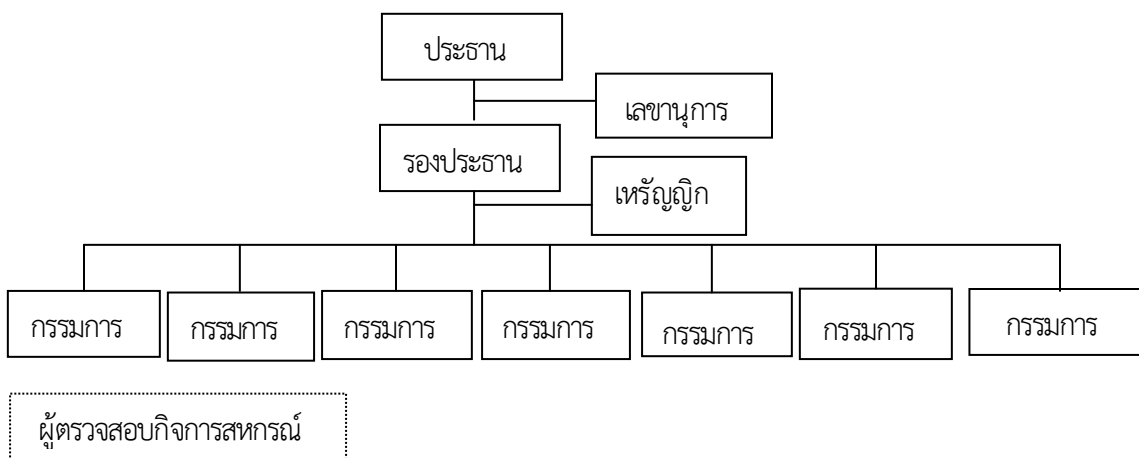 ประธาน
เลขานุการ
รองประธาน
เหรัญญิก
กรรมการ
กรรมการ
กรรมการ
กรรมการ
กรรมการ
กรรมการ
กรรมการ
ผู้ตรวจสอบกิจการสหกรณ์